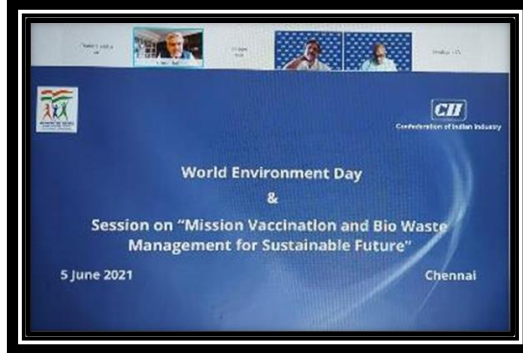 CII
Confederation of Indian Industry
World Environment Day
&
Session on “Mission Vaccination and Bio Waste
Management for Sustainable Future”
5 June 2021
Chennai